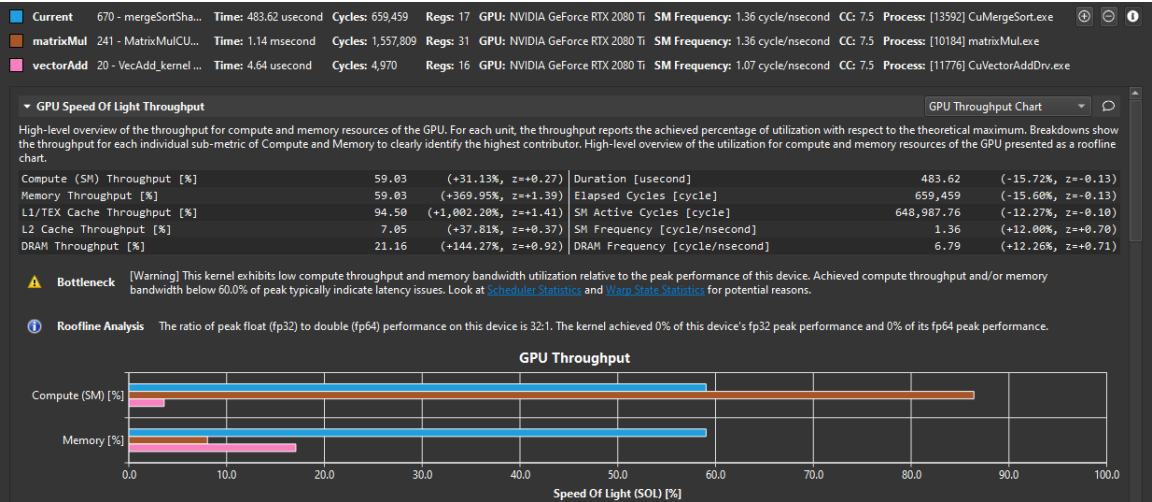 Current 670 - mergeSortSha... Time: 483.62 usecond Cycles: 659,459 Regs: 17 GPU: NVIDIA GeForce RTX 2080 Ti SM Frequency: 1.36 cycle/nsecond CC: 7.5 Process: [13592] CuMergeSort.exe
matrixMul 241 - MatrixMulCU... Time: 1.14 msecond Cycles: 1,557,809 Regs: 31 GPU: NVIDIA GeForce RTX 2080 Ti SM Frequency: 1.36 cycle/nsecond CC: 7.5 Process: [10184] matrixMul.exe
vectorAdd 20 - VecAdd_kernel ... Time: 4.64 usecond Cycles: 4,970 Regs: 16 GPU: NVIDIA GeForce RTX 2080 Ti SM Frequency: 1.07 cycle/nsecond CC: 7.5 Process: [11776] CuVectorAddDrv.exe
GPU Speed Of Light Throughput GPU Throughput Chart
High-level overview of the throughput for compute and memory resources of the GPU. For each unit, the throughput reports the achieved percentage of utilization with respect to the theoretical maximum. Breakdowns show
the throughput for each individual sub-metric of Compute and Memory to clearly identify the highest contributor. High-level overview of the utilization for compute and memory resources of the GPU presented as a roofline
chart.
Compute (SM) Throughput [%] 59.03 (+31.13%, z=+0.27) Duration [usecond] 483.62 (-15.72%, z=-0.13)
Memory Throughput [%] 59.03 (+369.95%, z=+1.39) Elapsed Cycles [cycle] 659,459 (-15.60%, z=-0.13)
L1/TEX Cache Throughput [%] 94.50 (+1,002.20%, z=+1.41) SM Active Cycles [cycle] 648,987.76 (-12.27%, z=-0.10)
L2 Cache Throughput [%] 7.05 (+37.81%, z=+0.37) SM Frequency [cycle/nsecond] 1.36 (+12.00%, z=+0.70)
DRAM Throughput [%] 21.16 (+144.27%, z=+0.92) DRAM Frequency [cycle/nsecond] 6.79 (+12.26%, z=+0.71)
Bottleneck [Warning] This kernel exhibits low compute throughput and memory bandwidth utilization relative to the peak performance of this device. Achieved compute throughput and/or memory
bandwidth below 60.0% of peak typically indicate latency issues. Look at Scheduler Statistics and Warp State Statistics for potential reasons.
Roofline Analysis The ratio of peak float (fp32) to double (fp64) performance on this device is 32:1. The kernel achieved 0% of this device's fp32 peak performance and 0% of its fp64 peak performance.
GPU Throughput
Compute (SM) [%]
Memory [%]
0.0 10.0 20.0 30.0 40.0 50.0 60.0 70.0 80.0 90.0 100.0
Speed Of Light (SOL) [%]